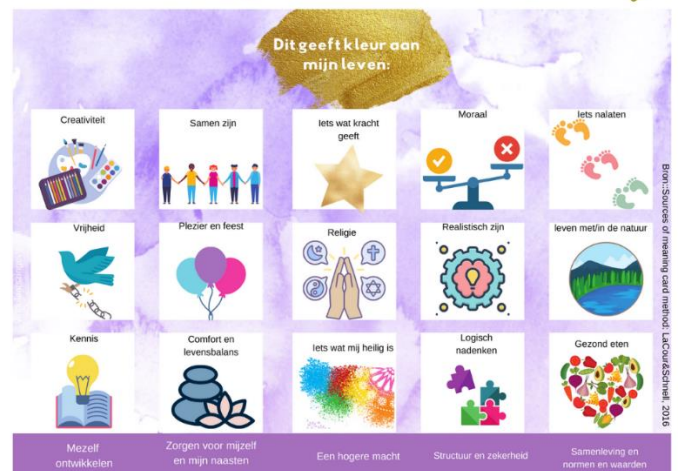 Dit geeft kleur aan
mijn leven:
Creativiteit
Samen zijn
Iets wat kracht
geeft
Moraal
Iets nalaten
Vrijheid
Plezier en feest
Religie
Realistisch zijn
leven met/in de natuur
Kennis
Comfort en
levensbalans
Iets wat mij heilig is
Logisch
nadenken
Gezond eten
Mezelf
ontwikkelen
Zorgen voor mijzelf
en mijn naasten
Een hogere macht
Structuur en zekerheid
Samenleving en
normen en waarden
Bron::Sources of meaning card method: LaCour&Schnell, 2016